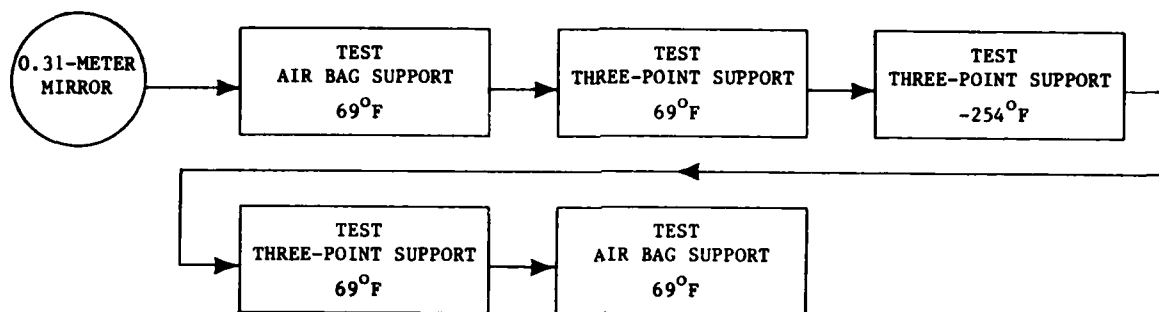 0.31-METER
MIRROR
TEST
AIR BAG SUPPORT
69°F
TEST
THREE-POINT SUPPORT
69°F
TEST
THREE-POINT SUPPORT
-254°F
TEST
THREE-POINT SUPPORT
69°F
TEST
AIR BAG SUPPORT
69°F